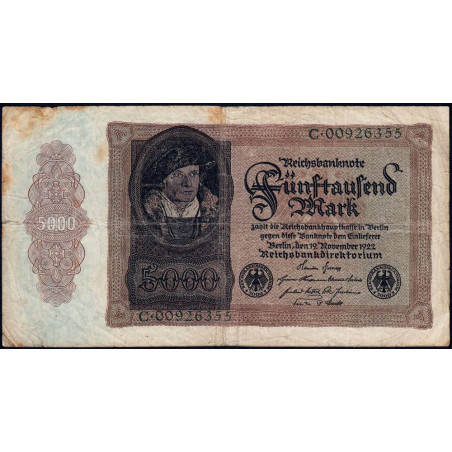 C·00926355
Reichsbanknote
Fünftausend
Mark
zahlt die Reichsbankhauptkasse in Berlin
gegen diese Banknote dem Einlieferer
Berlin, den 19. November 1922
Reichsbankdirektorium
5000
5000
C·00926355